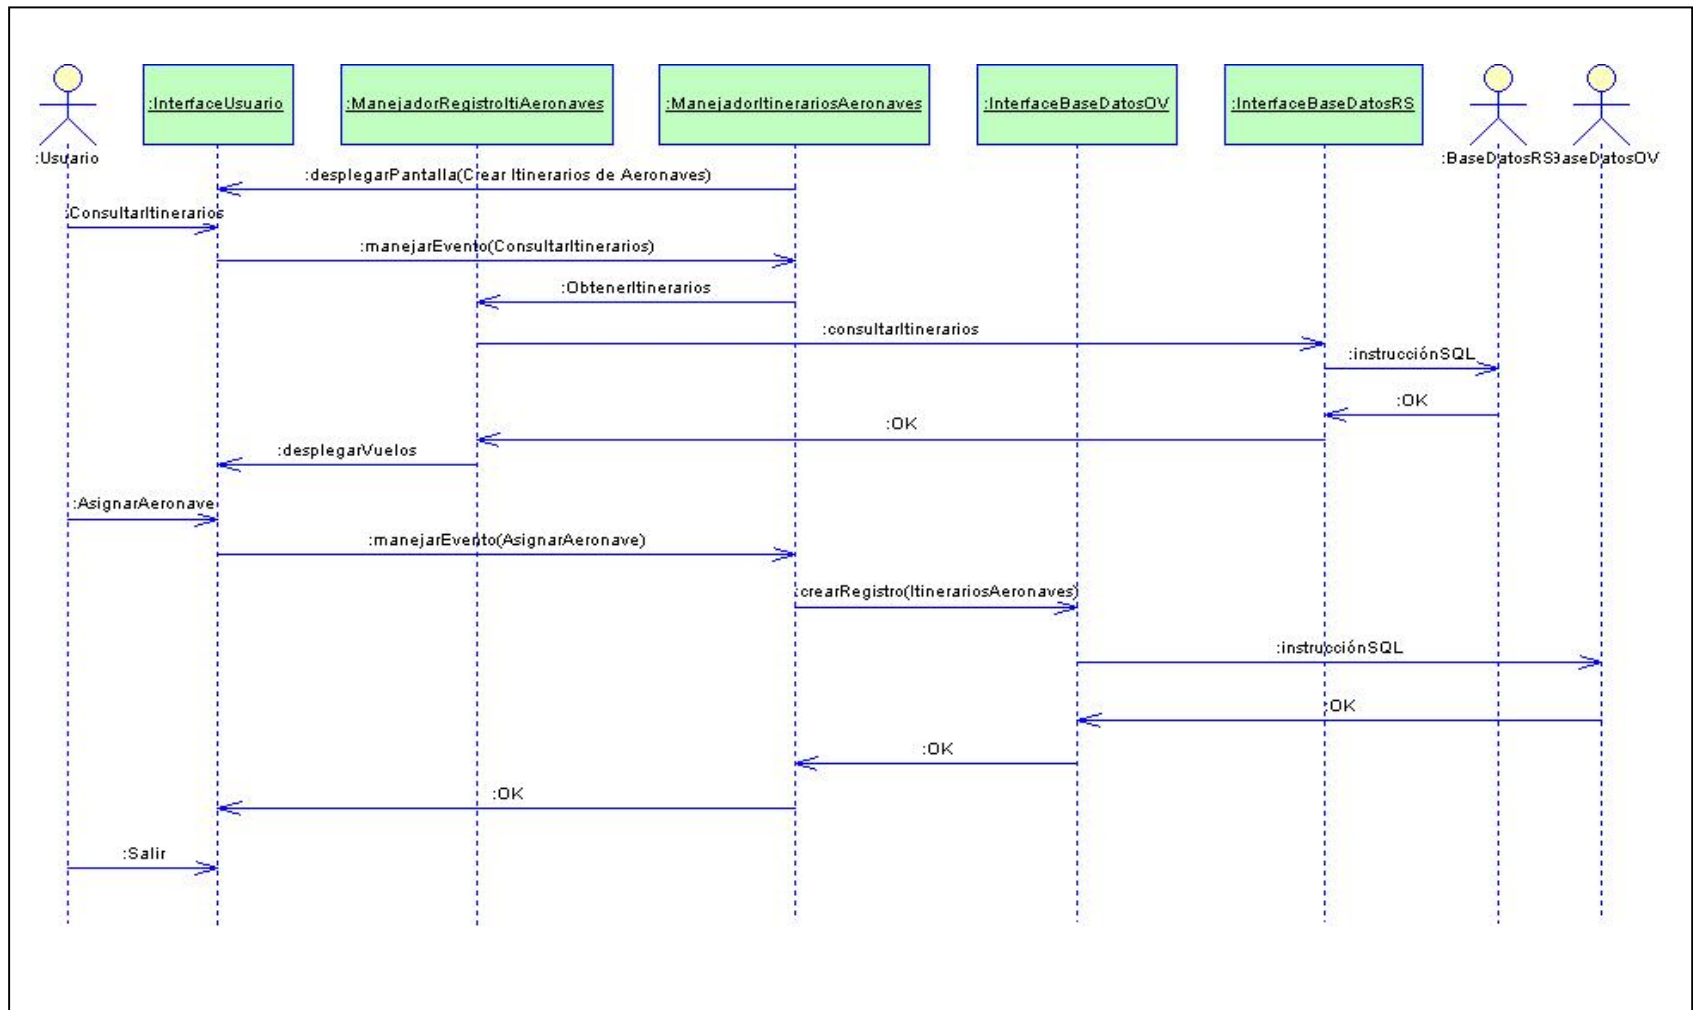 :InterfaceUsuario
:ManejadorRegistroItiAeronaves
:ManejadorItinerariosAeronaves
:InterfaceBaseDatosOV
:InterfaceBaseDatosRS
:Usuario
:BaseDatosRS
BaseDatosOV
:desplegarPantalla(Crear Itinerarios de Aeronaves)
:ConsultarItinerarios
:manejarEvento(ConsultarItinerarios)
:ObtenerItinerarios
:consultarItinerarios
:instrucciónSQL
:OK
:OK
:desplegarVuelos
:AsignarAeronave
:manejarEvento(AsignarAeronave)
:crearRegistro(ItinerariosAeronaves)
:instrucciónSQL
:OK
:OK
:OK
:Salir